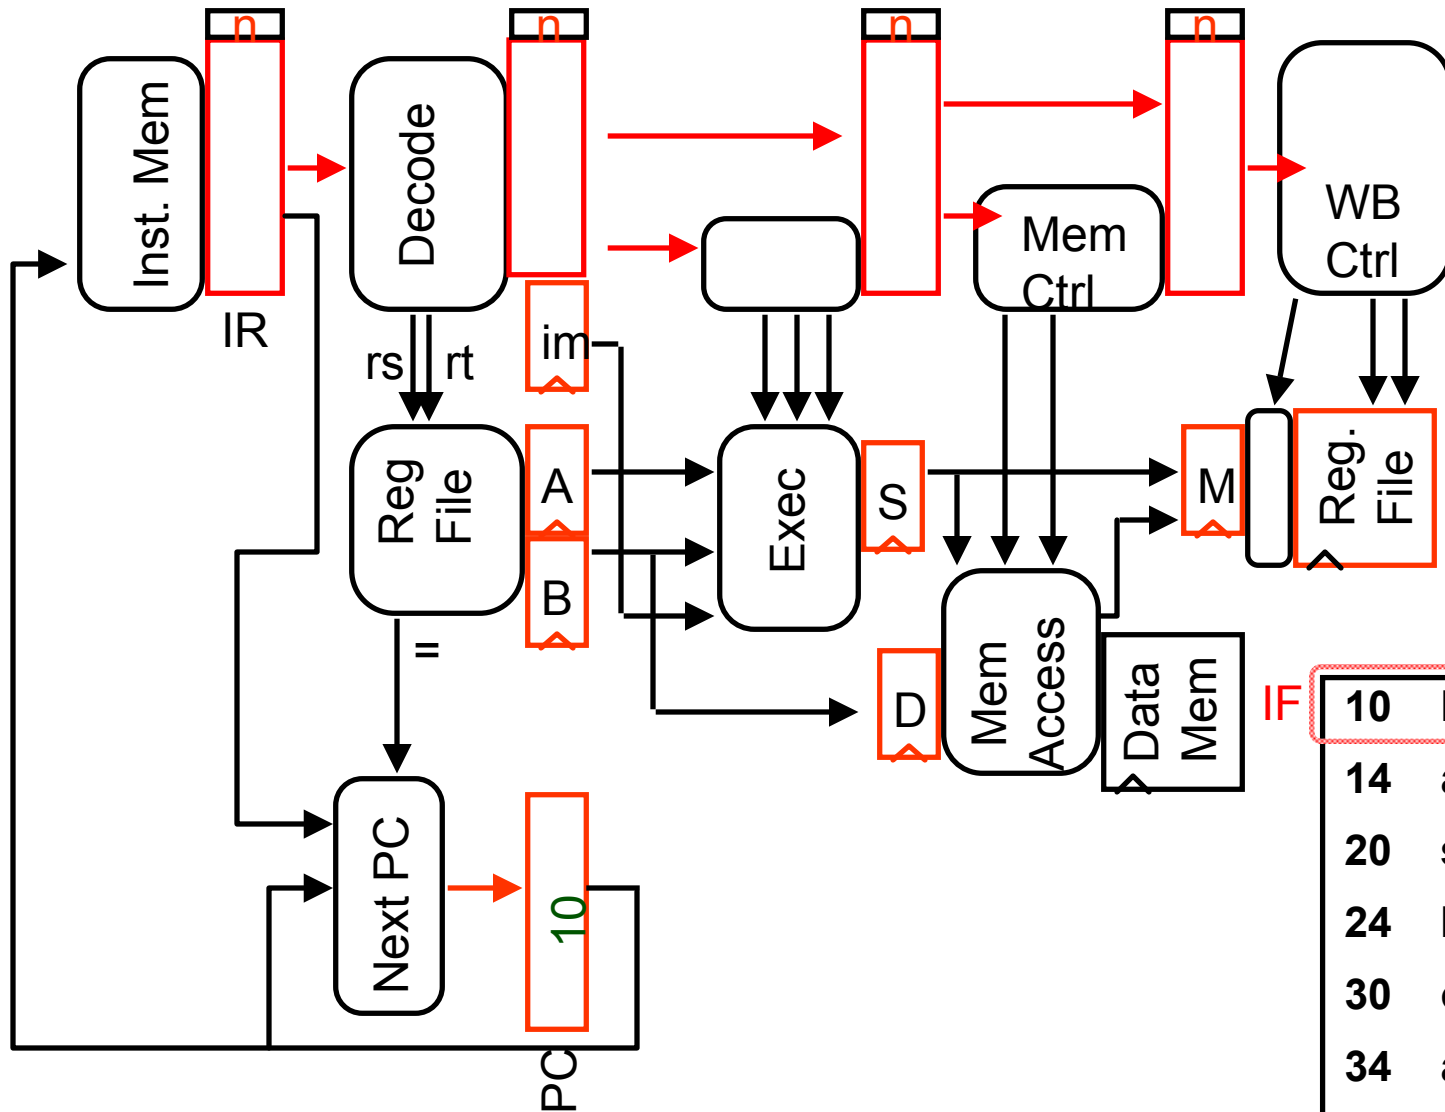 n
n
n
n
Inst. Mem
Decode
WB
Ctrl
Mem
Ctrl
IR
rs
rt
im
Reg
File
A
B
Exec
S
M
Reg.
File
=
D
Mem
Access
Data
Mem
IF
10
14 a
20 s
24
30
34 a
Next PC
10
PC